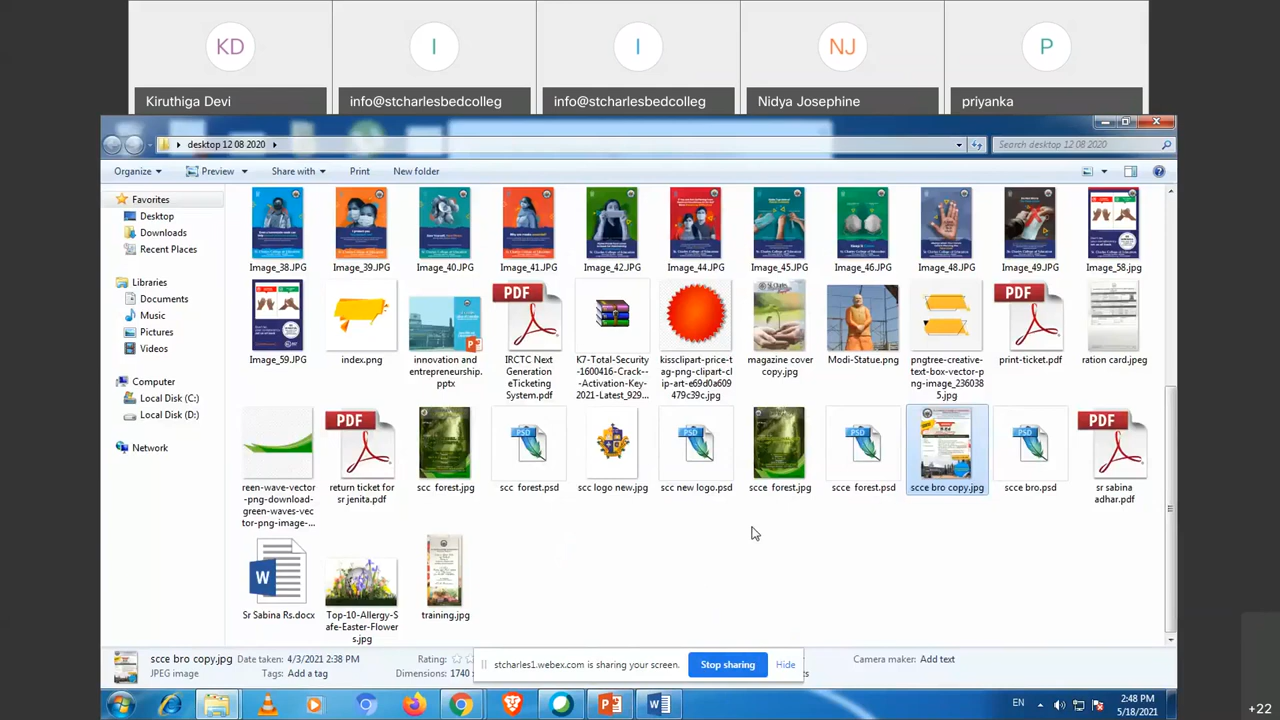 KD
I
I
NJ
P
Kiruthiga Devi
info@stcharlesbedcolleg
info@stcharlesbedcolleg
Nidya Josephine
priyanka
desktop 12 08 2020
Search desktop 12 08 2020
Organize
Preview
Share with
Print
New folder
Favorites
Desktop
Downloads
Recent Places
Libraries
Documents
Music
Pictures
Videos
Computer
Local Disk (C:)
Local Disk (D:)
Network
Image_38.JPG
Image_39.JPG
Image_40.JPG
Image_41.JPG
Image_42.JPG
Image_44.JPG
Image_45.JPG
Image_46.JPG
Image_48.JPG
Image_49.JPG
Image_58.jpg
PDF
PDF
Image_59.JPG
index.png
innovation and
entrepreneurship.
pptx
IRCTC Next
Generation
eTicketing
System.pdf
K7-Total-Security
-1600416-Crack--
-Activation-Key-
2021-Latest_929...
kissclipart-price-t
ag-png-clipart-cl
ip-art-e69d0a609
479c39c.jpg
magazine cover
copy.jpg
Modi-Statue.png
pngtree-creative-
text-box-vector-p
ng-image_236038
5.jpg
print-ticket.pdf
ration card.jpeg
PDF
PSD
PSD
PSD
PSD
PDF
reen-wave-vector
-png-download-
green-waves-vec
tor-png-image-...
return ticket for
sr jenita.pdf
scc forest.jpg
scc forest.psd
scc logo new.jpg
scc new logo.psd
scce forest.jpg
scce forest.psd
scce bro copy.jpg
scce bro.psd
sr sabina
adhar.pdf
W
Sr Sabina Rs.docx
Top-10-Allergy-S
afe-Easter-Flower
s.jpg
training.jpg
scce bro copy.jpg
JPEG image
Date taken: 4/3/2021 2:38 PM
Tags: Add a tag
Rating:
Dimensions: 1740
Camera maker: Add text
stcharles1.webex.com is sharing your screen.
Stop sharing
Hide
EN
2:48 PM
5/18/2021
+22